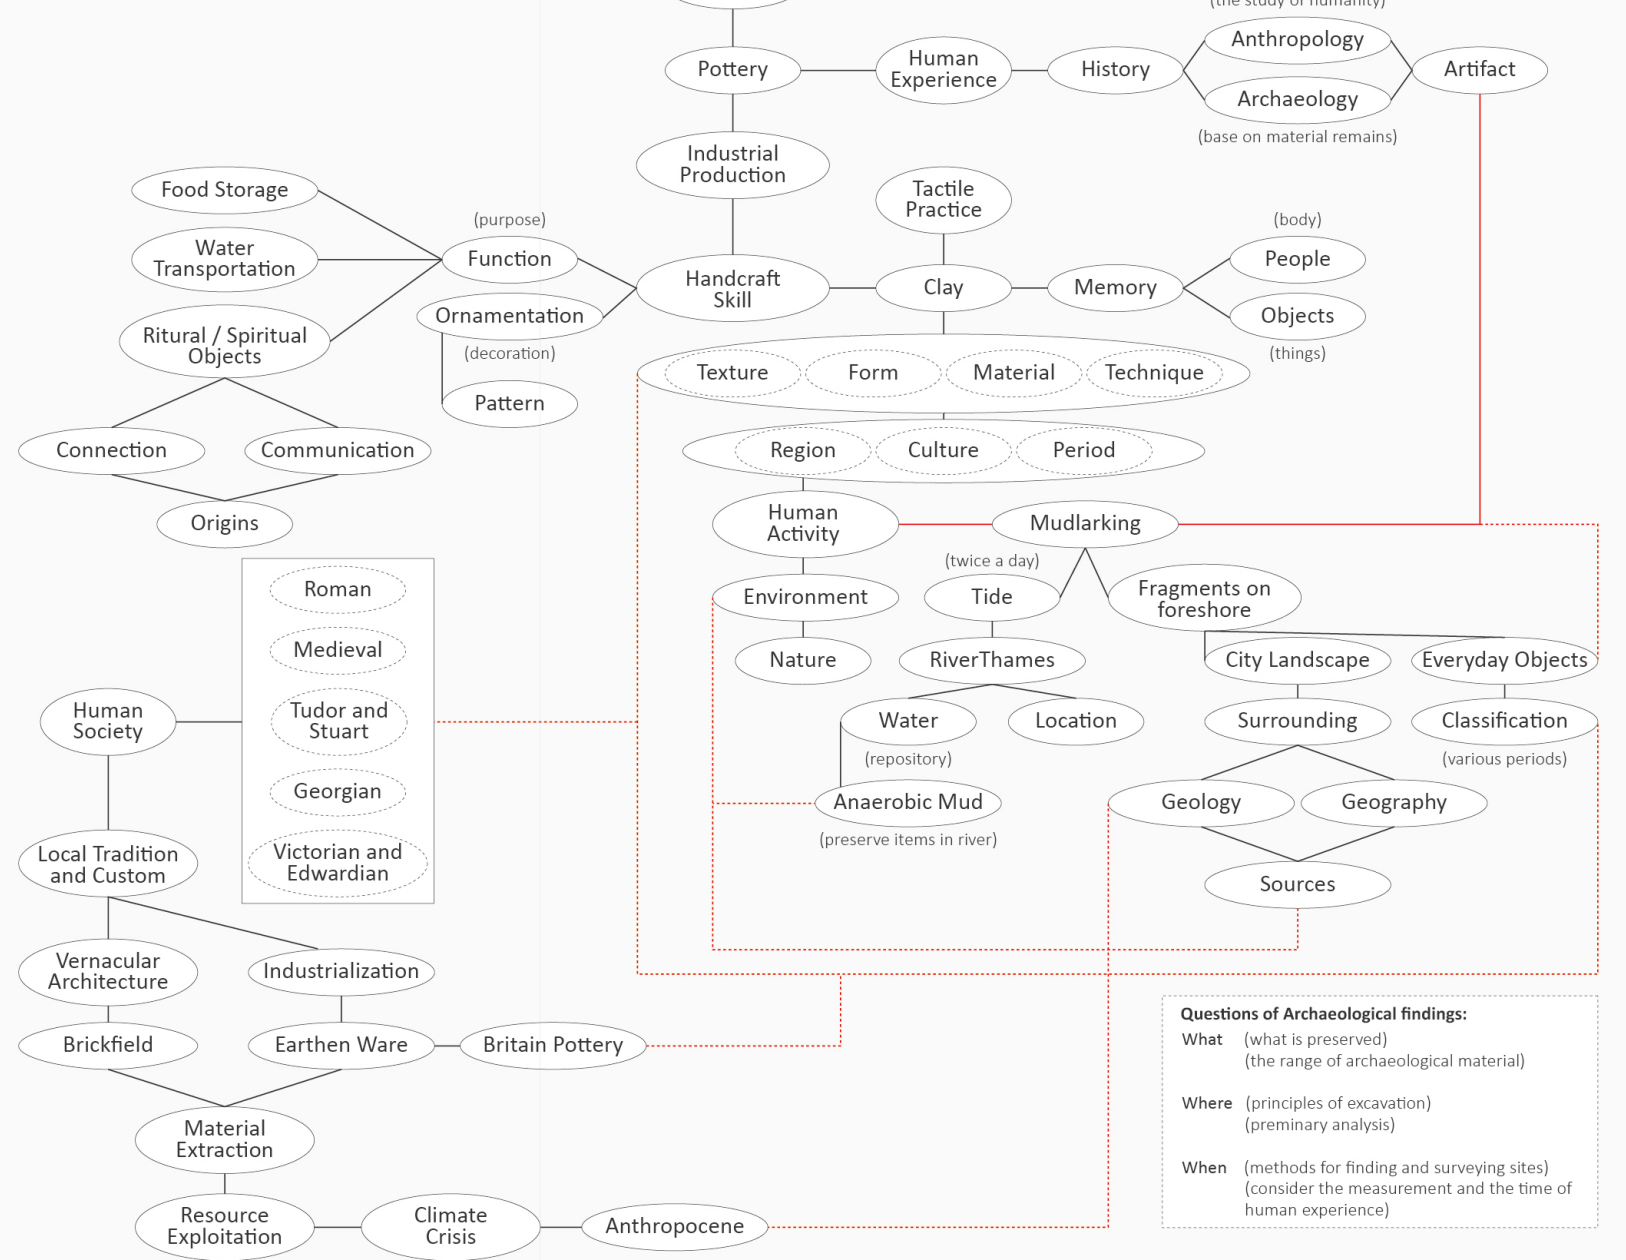 (the study of humanity)
Anthropology
Pottery
Human
Experience
History
Artifact
Archaeology
(base on material remains)
Industrial
Production
Food Storage
Tactile
Practice
(purpose)
(body)
Water
Transportation
Function
People
Handcraft
Skill
Clay
Memory
Ornamentation
Objects
Ritural / Spiritual
Objects
(decoration)
(things)
Texture
Form
Material
Technique
Pattern
Connection
Communication
Region
Culture
Period
Origins
Human
Activity
Mudlarking
(twice a day)
Roman
Environment
Tide
Fragments on
foreshore
Medieval
Nature
RiverThames
City Landscape
Everyday Objects
Human
Society
Tudor and
Stuart
Water
Location
Surrounding
Classification
(repository)
(various periods)
Georgian
Anaerobic Mud
Geology
Geography
(preserve items in river)
Local Tradition
and Custom
Victorian and
Edwardian
Sources
Vernacular
Architecture
Industrialization
Brickfield
Earthen Ware
Britain Pottery
Questions of Archaeological findings:
What (what is preserved)
(the range of archaeological material)
Where (principles of excavation)
(preminary analysis)
When (methods for finding and surveying sites)
(consider the measurement and the time of
human experience)
Material
Extraction
Resource
Exploitation
Climate
Crisis
Anthropocene